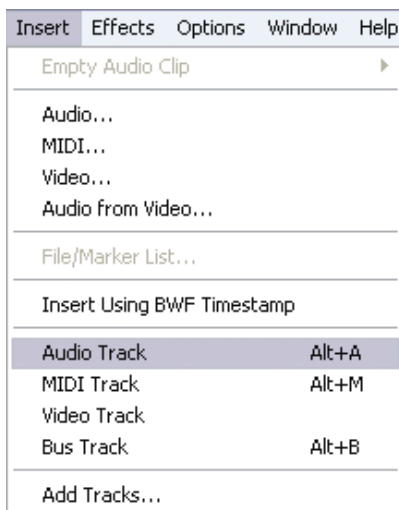 Insert Effects Options Window Help
Empty Audio Clip
Audio...
MIDI...
Video...
Audio from Video...
File/Marker List...
Insert Using BWF Timestamp
Audio Track Alt+A
MIDI Track Alt+M
Video Track
Bus Track Alt+B
Add Tracks...